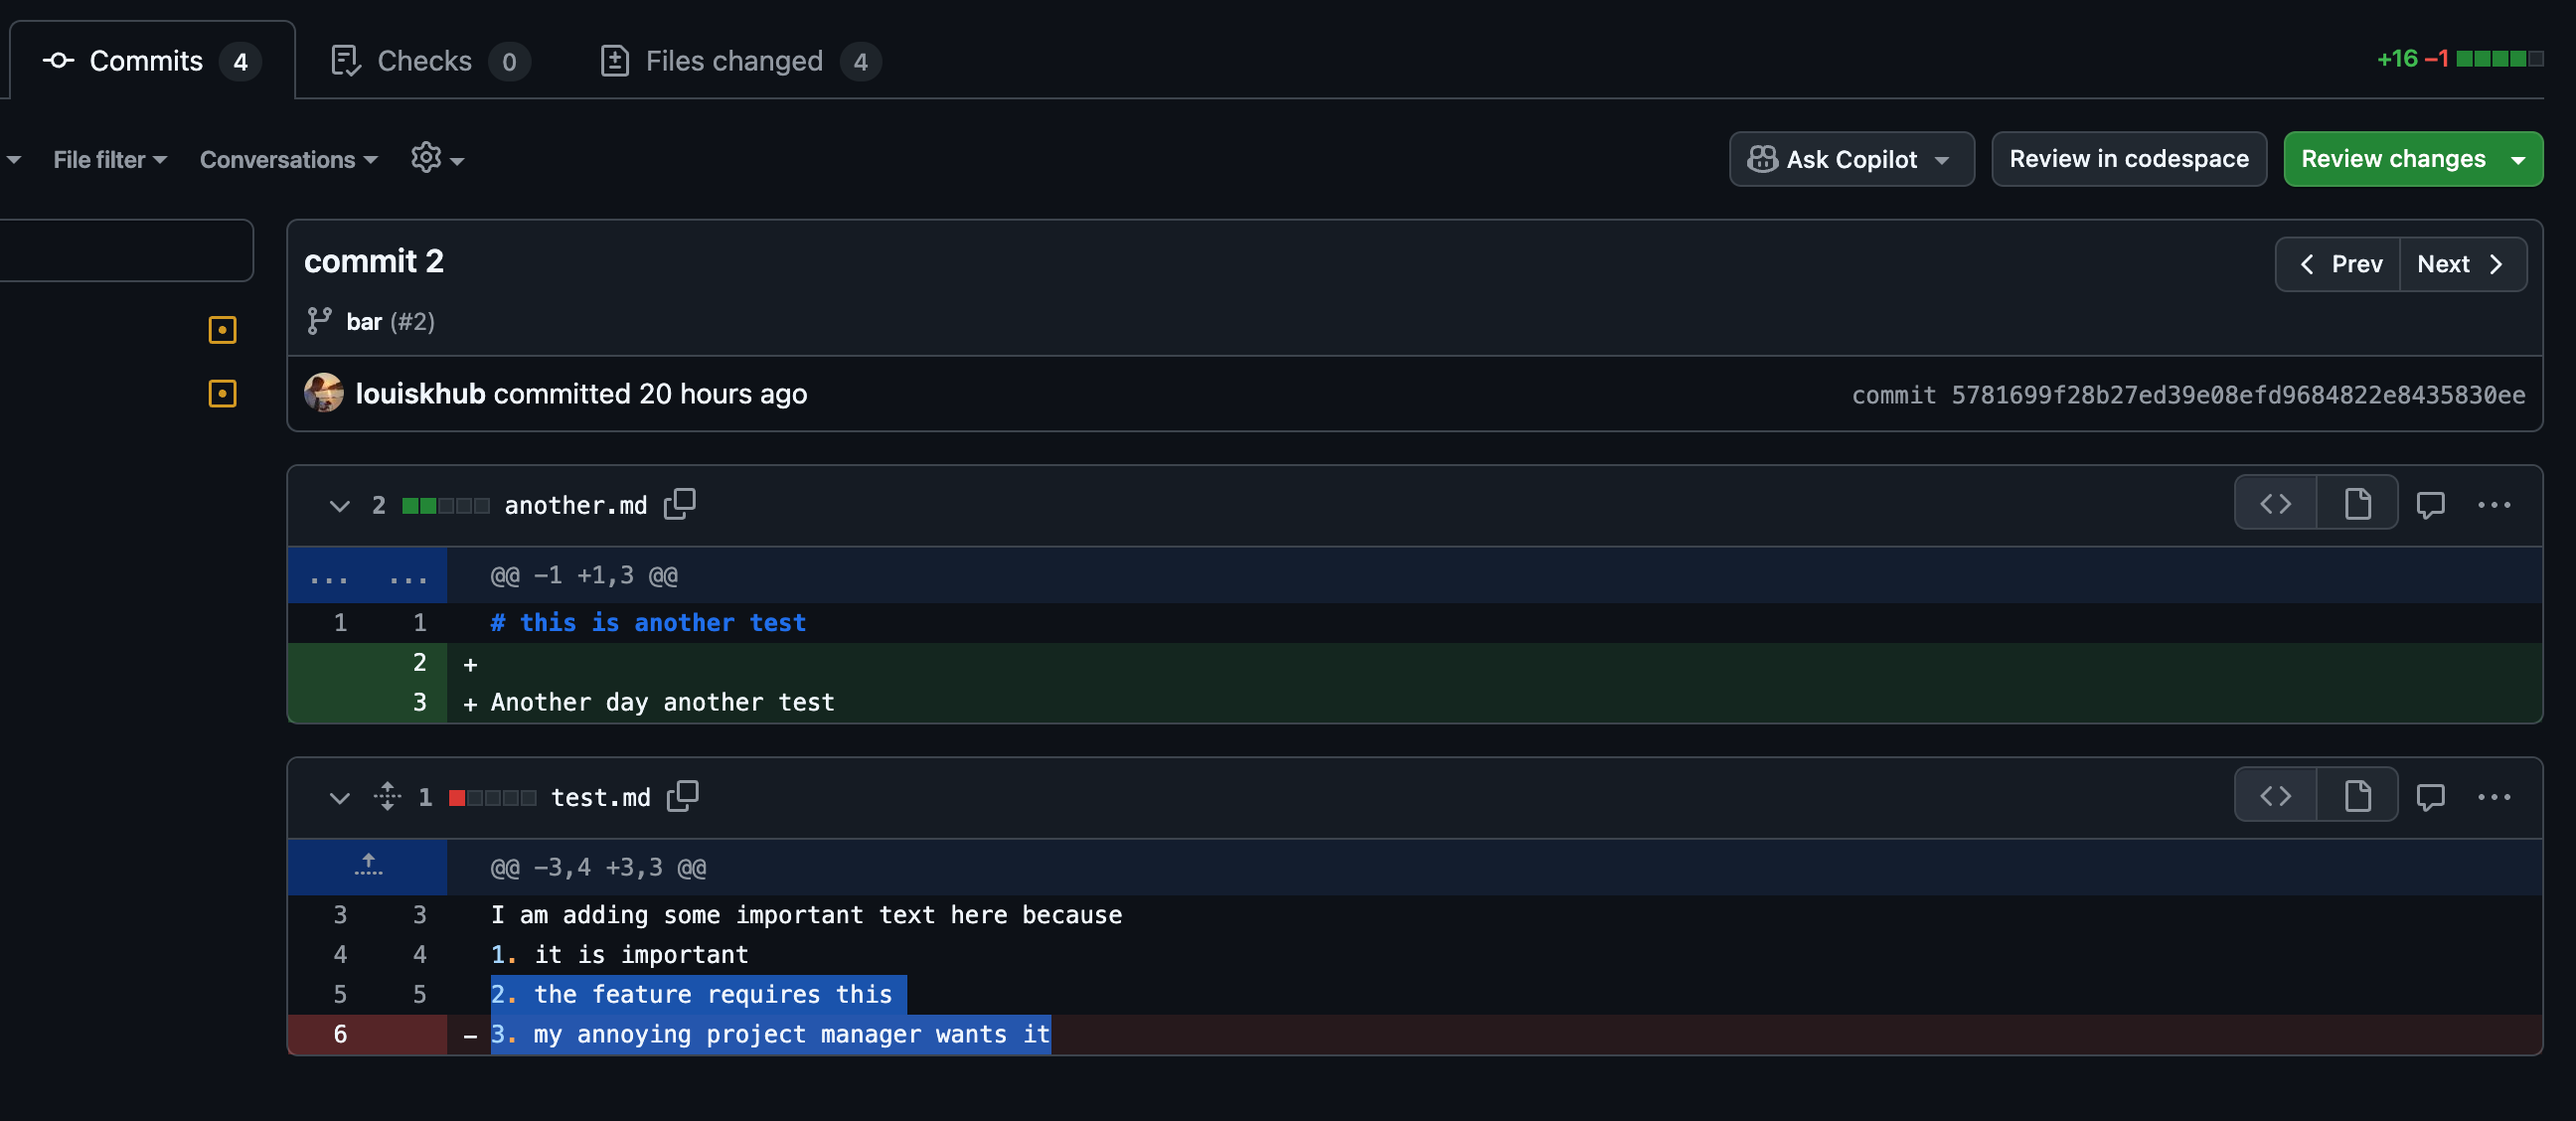 Commits 4 Checks 0 Files changed 4 +16 −1
File filter Conversations Ask Copilot Review in codespace Review changes
commit 2 Prev Next
bar (#2)
louiskhub committed 20 hours ago commit 5781699f28b27ed39e08efd9684822e8435830ee
2 another.md
... ... @@ −1 +1,3 @@
1 1 # this is another test
2 +
3 + Another day another test
1 test.md
@@ −3,4 +3,3 @@
3 3 I am adding some important text here because
4 4 1. it is important
5 5 2. the feature requires this
6 − 3. my annoying project manager wants it